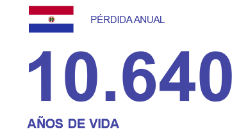 PÉRDIDA ANUAL
10.640
AÑOS DE VIDA